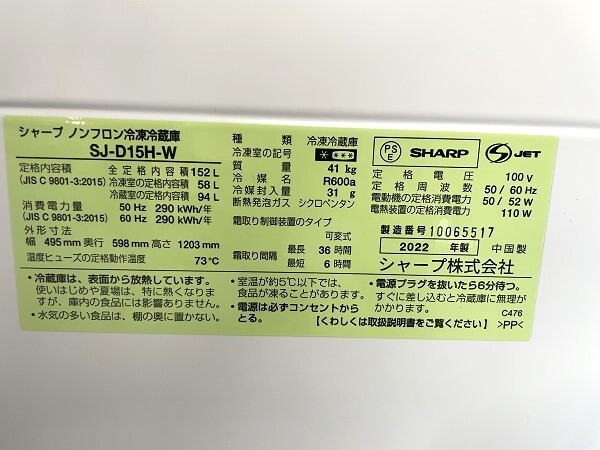 シャープ ノンフロン冷凍冷蔵庫
SJ-D15H-W
定格内容積
(JIS C 9801-3:2015)
全 定 格 内 容 積 152 L
冷凍室の定格内容積 58 L
冷蔵室の定格内容積 94 L
消費電力量
(JIS C 9801-3:2015)
50 Hz 290 kWh/年
60 Hz 290 kWh/年
外形寸法
幅 495 mm 奥行 598 mm 高さ 1203 mm
温度ヒューズの定格動作温度 73℃
種類 冷凍冷蔵庫
冷凍室の記号 * ***
質量 41 kg
冷媒名 R600a
冷媒封入量 31 g
断熱発泡ガス シクロペンタン
霜取り制御装置のタイプ
可変式
霜取り間隔
最長 36 時間
最短 6 時間
PS
E
SHARP
S JET
定格電圧 100 V
定格周波数 50 / 60 Hz
電動機の定格消費電力 50 / 52 W
電熱装置の定格消費電力 110 W
製造番号 10065517
2022 年製 中国製
シャープ株式会社
・冷蔵庫は、表面から放熱しています。
使いはじめや夏場は、特に熱くなりま
すが、庫内の食品には影響ありません。
・水気の多い食品は、棚の奥に置かない。
・室温が約5℃以下では、
食品が凍ることがあります。
・電源は必ずコンセントから
とる。
・電源プラグを抜いたら6分待つ。
すぐに差し込むと冷蔵庫に無理が
かかります。
【くわしくは取扱説明書をご覧ください】
C476
>PP<